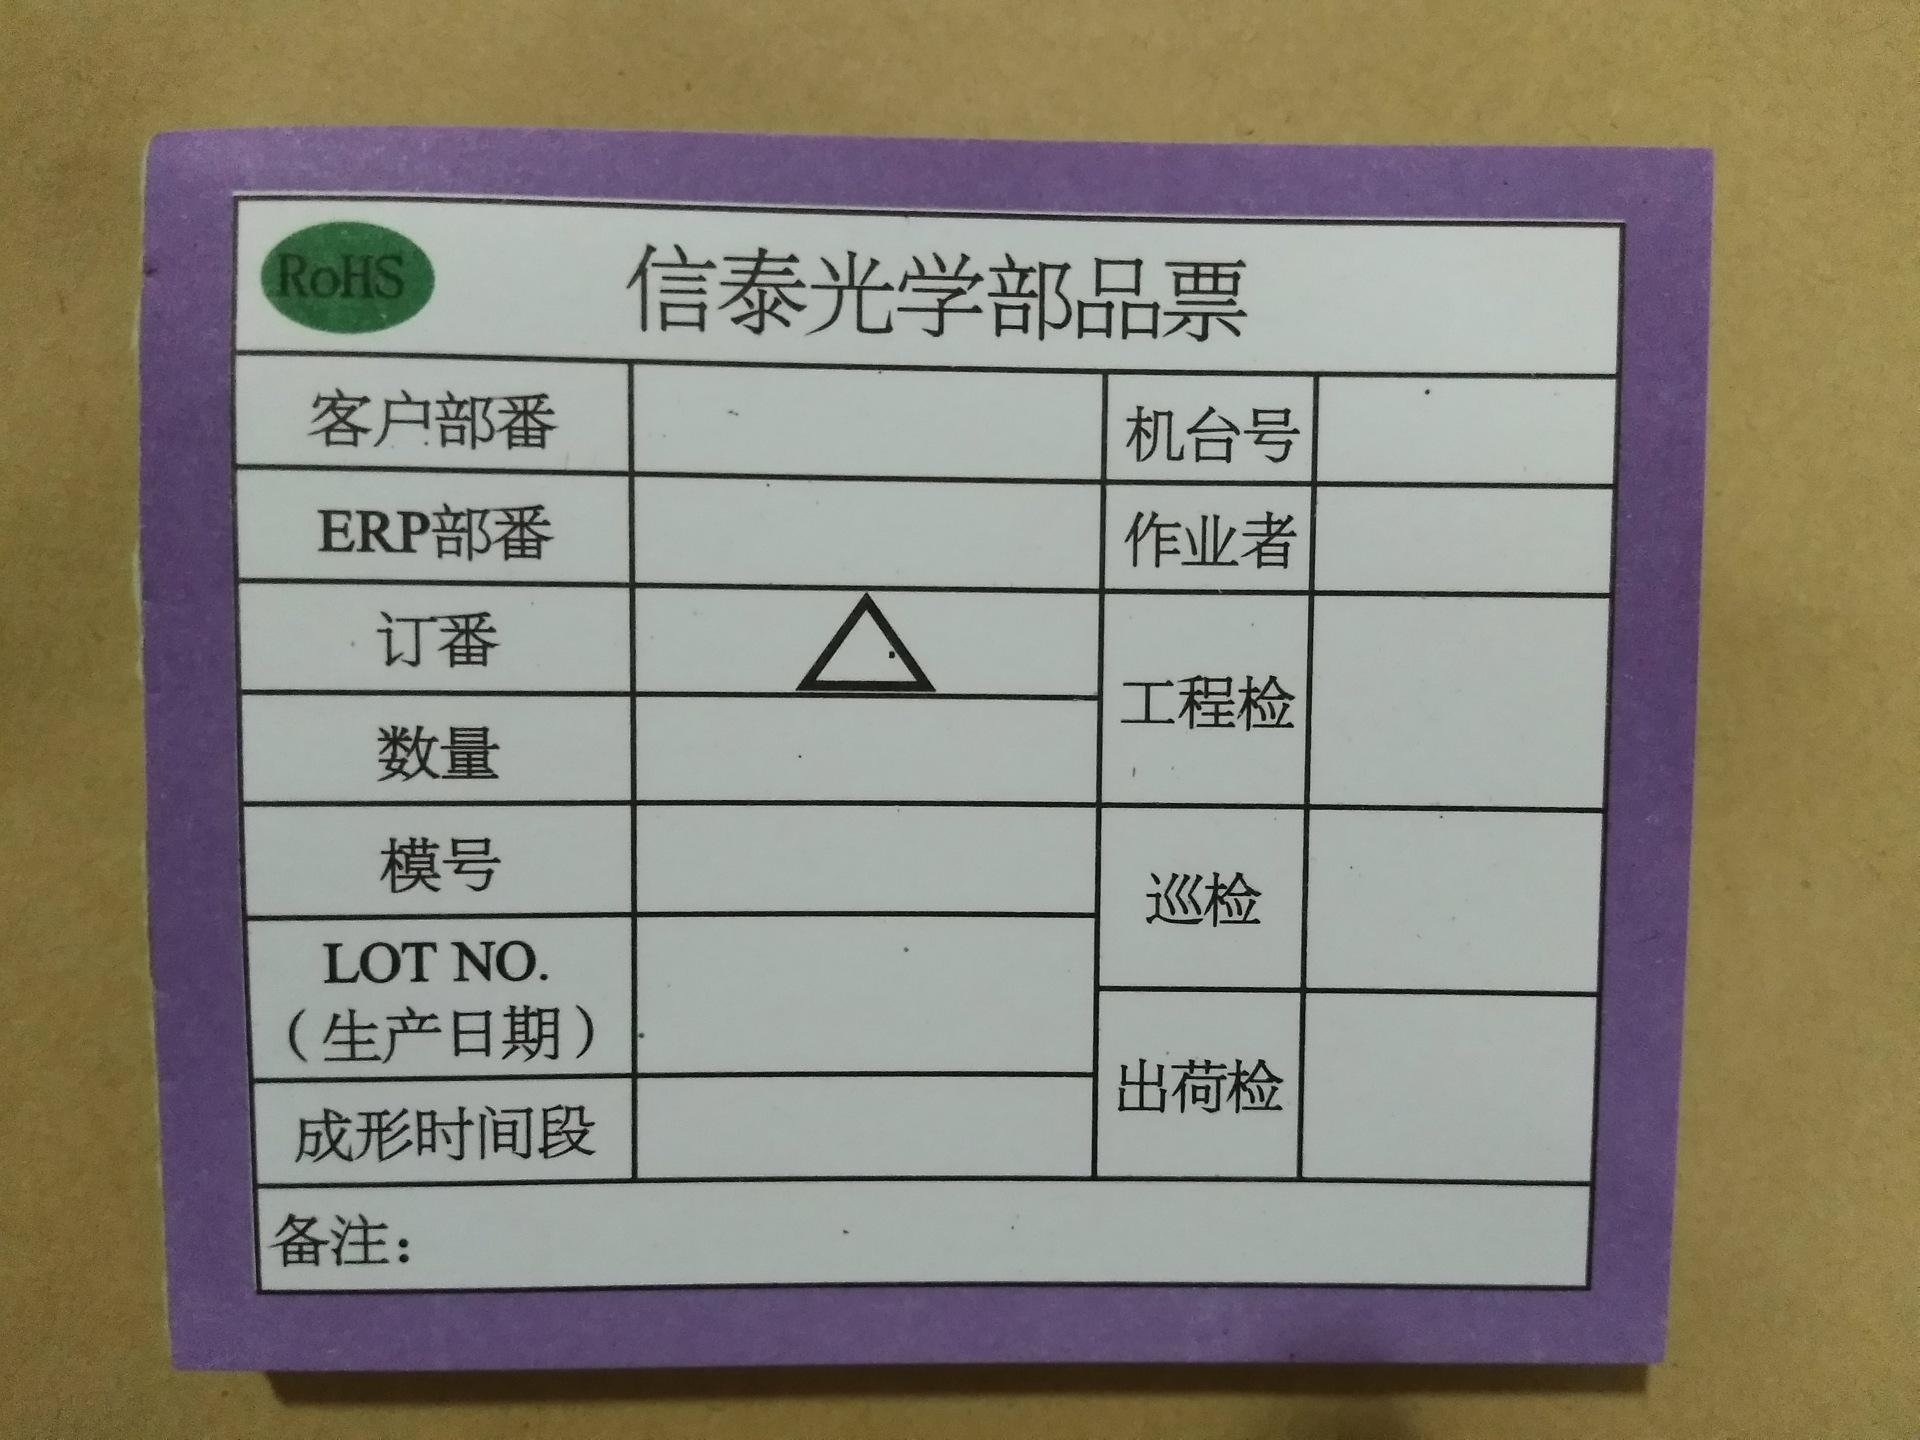 RoHS
信泰光学部品票
客户部番
机台号
ERP部番
作业者
订番
工程检
数量
模号
巡检
LOT NO.
（生产日期）
出荷检
成形时间段
备注：